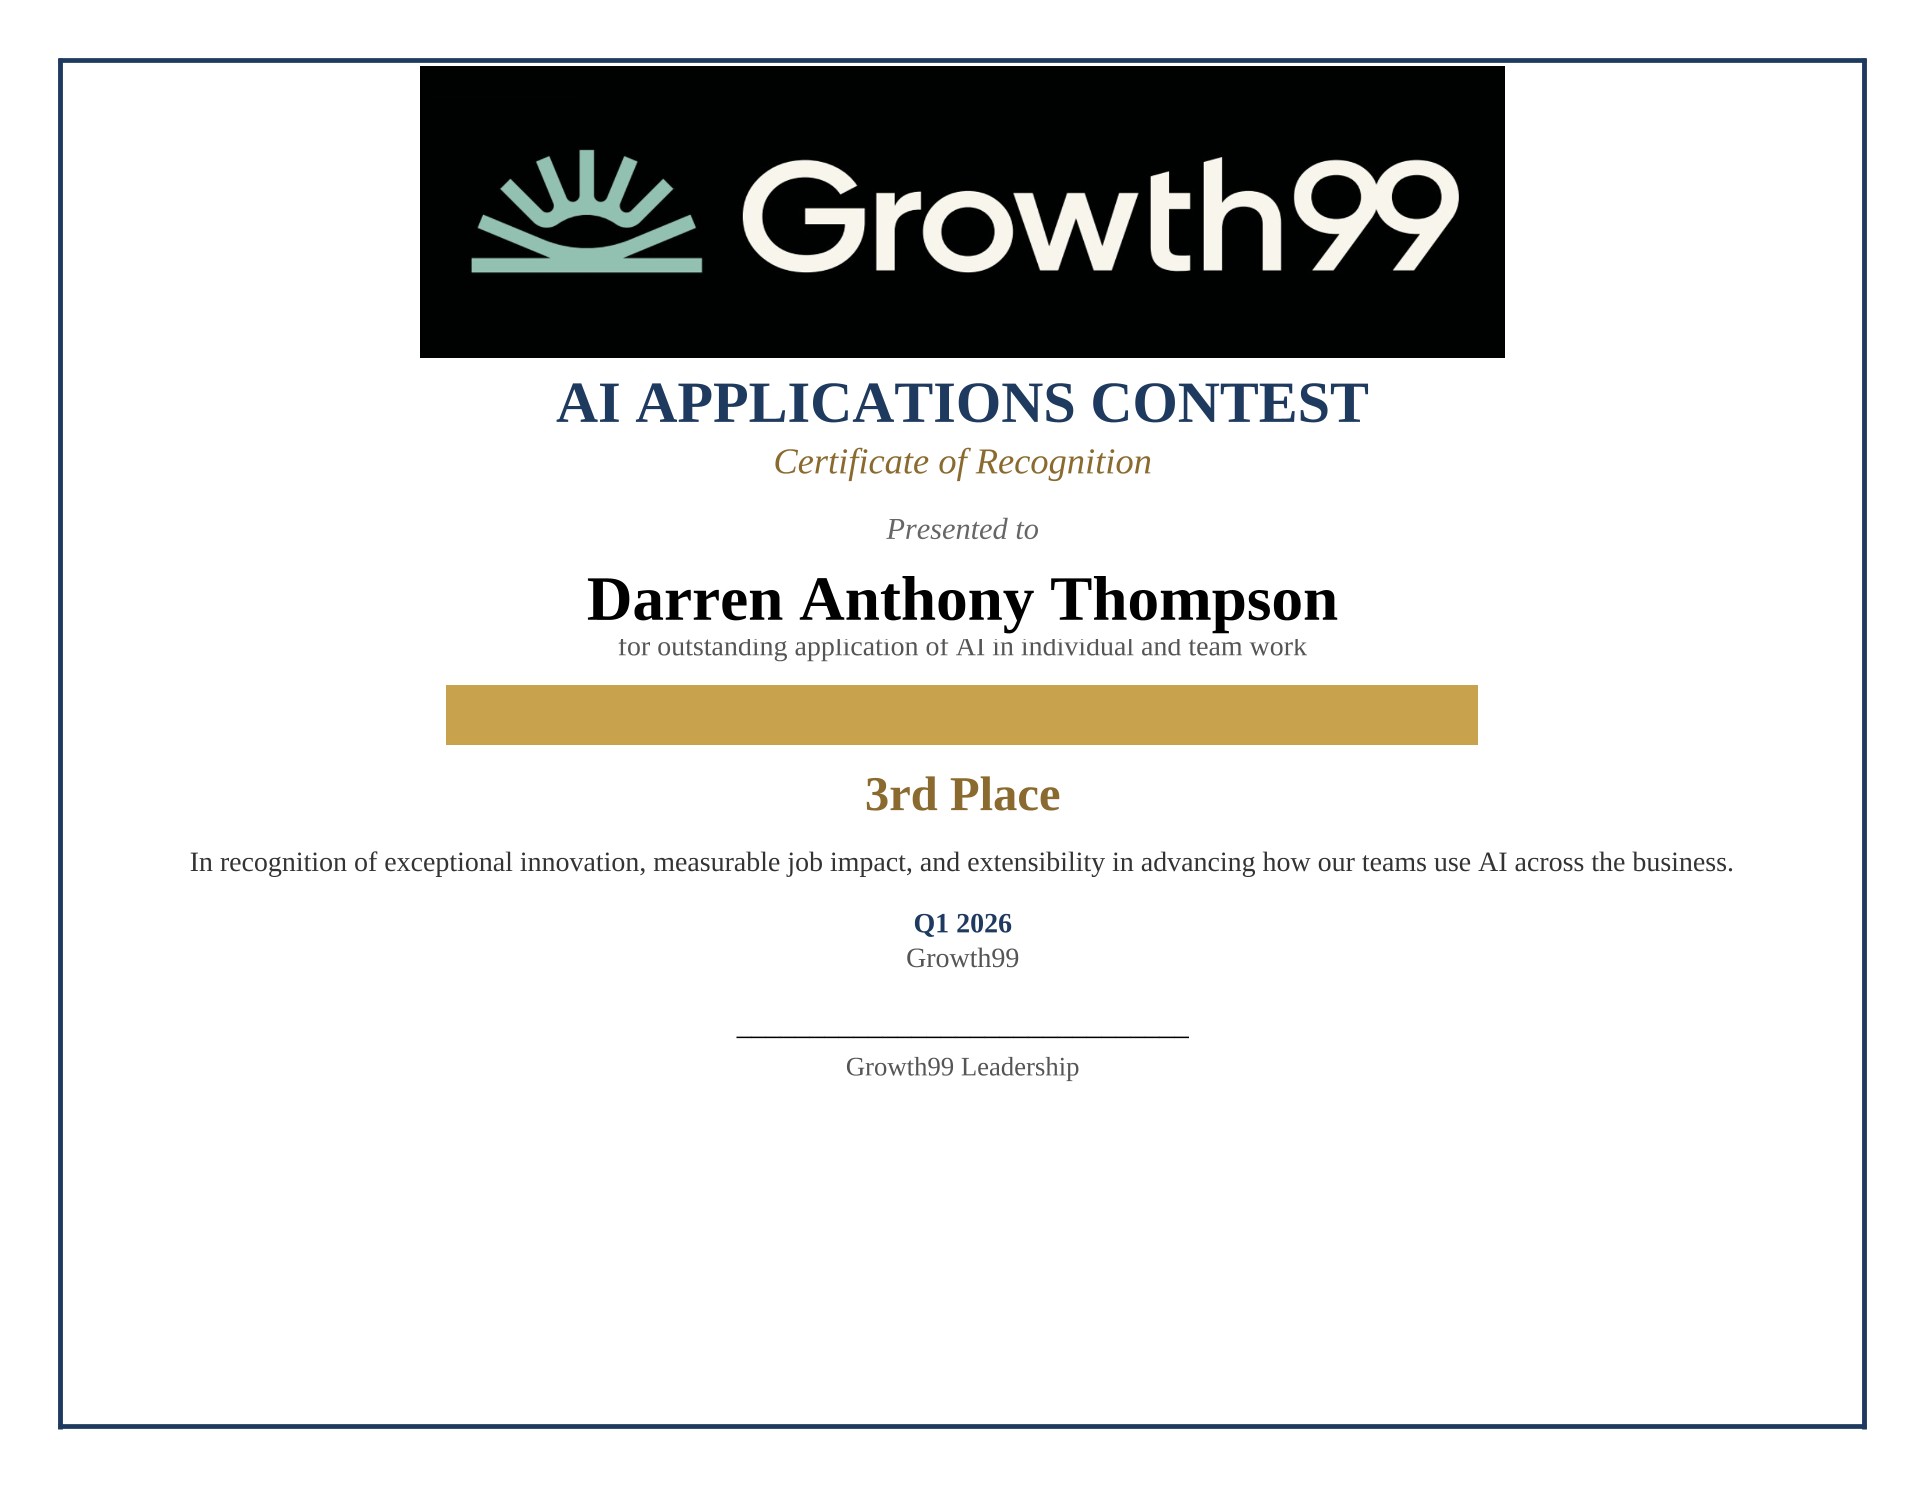 Growth99
AI APPLICATIONS CONTEST
Certificate of Recognition
Presented to
Darren Anthony Thompson
for outstanding application of AI in individual and team work
3rd Place
In recognition of exceptional innovation, measurable job impact, and extensibility in advancing how our teams use AI across the business.
Q1 2026
Growth99
Growth99 Leadership